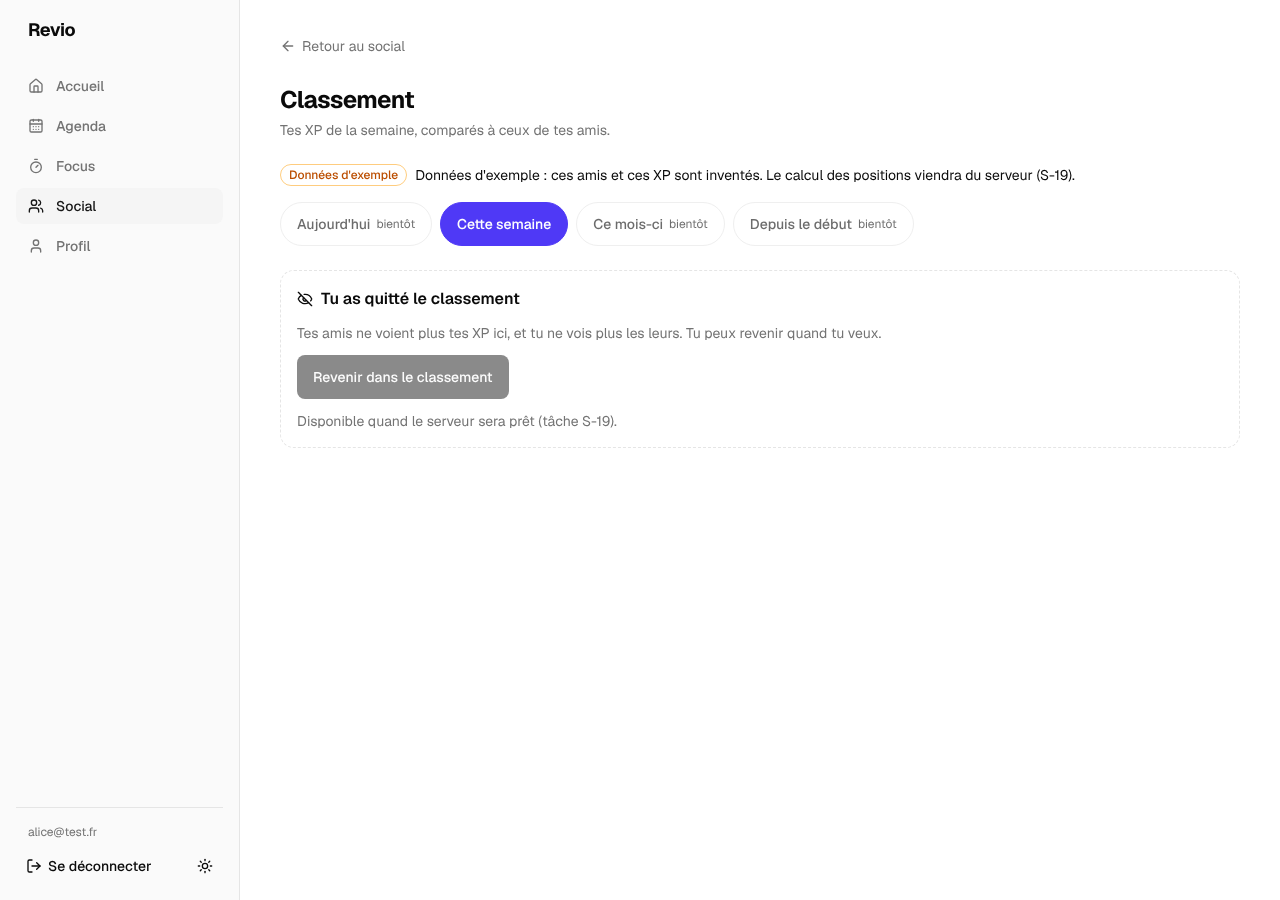 Revio
Accueil
Agenda
Focus
Social
Profil
alice@test.fr
Se déconnecter
Retour au social
Classement
Tes XP de la semaine, comparés à ceux de tes amis.
Données d'exemple Données d'exemple : ces amis et ces XP sont inventés. Le calcul des positions viendra du serveur (S-19).
Aujourd'hui bientôt Cette semaine Ce mois-ci bientôt Depuis le début bientôt
Tu as quitté le classement
Tes amis ne voient plus tes XP ici, et tu ne vois plus les leurs. Tu peux revenir quand tu veux.
Revenir dans le classement
Disponible quand le serveur sera prêt (tâche S-19).